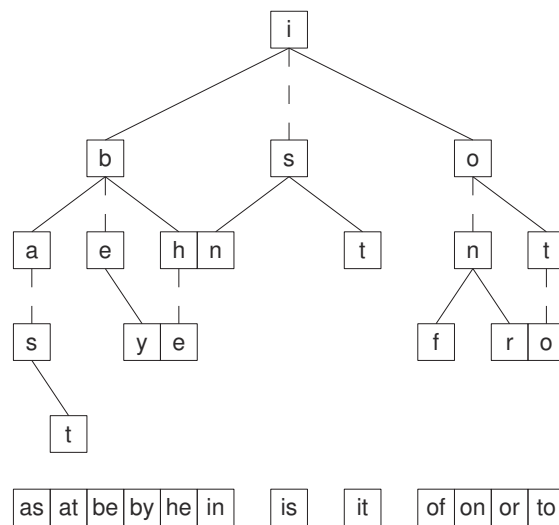 i
b s o
a e h n t n t
s y e f r o
t
as at be by he in is it of on or to